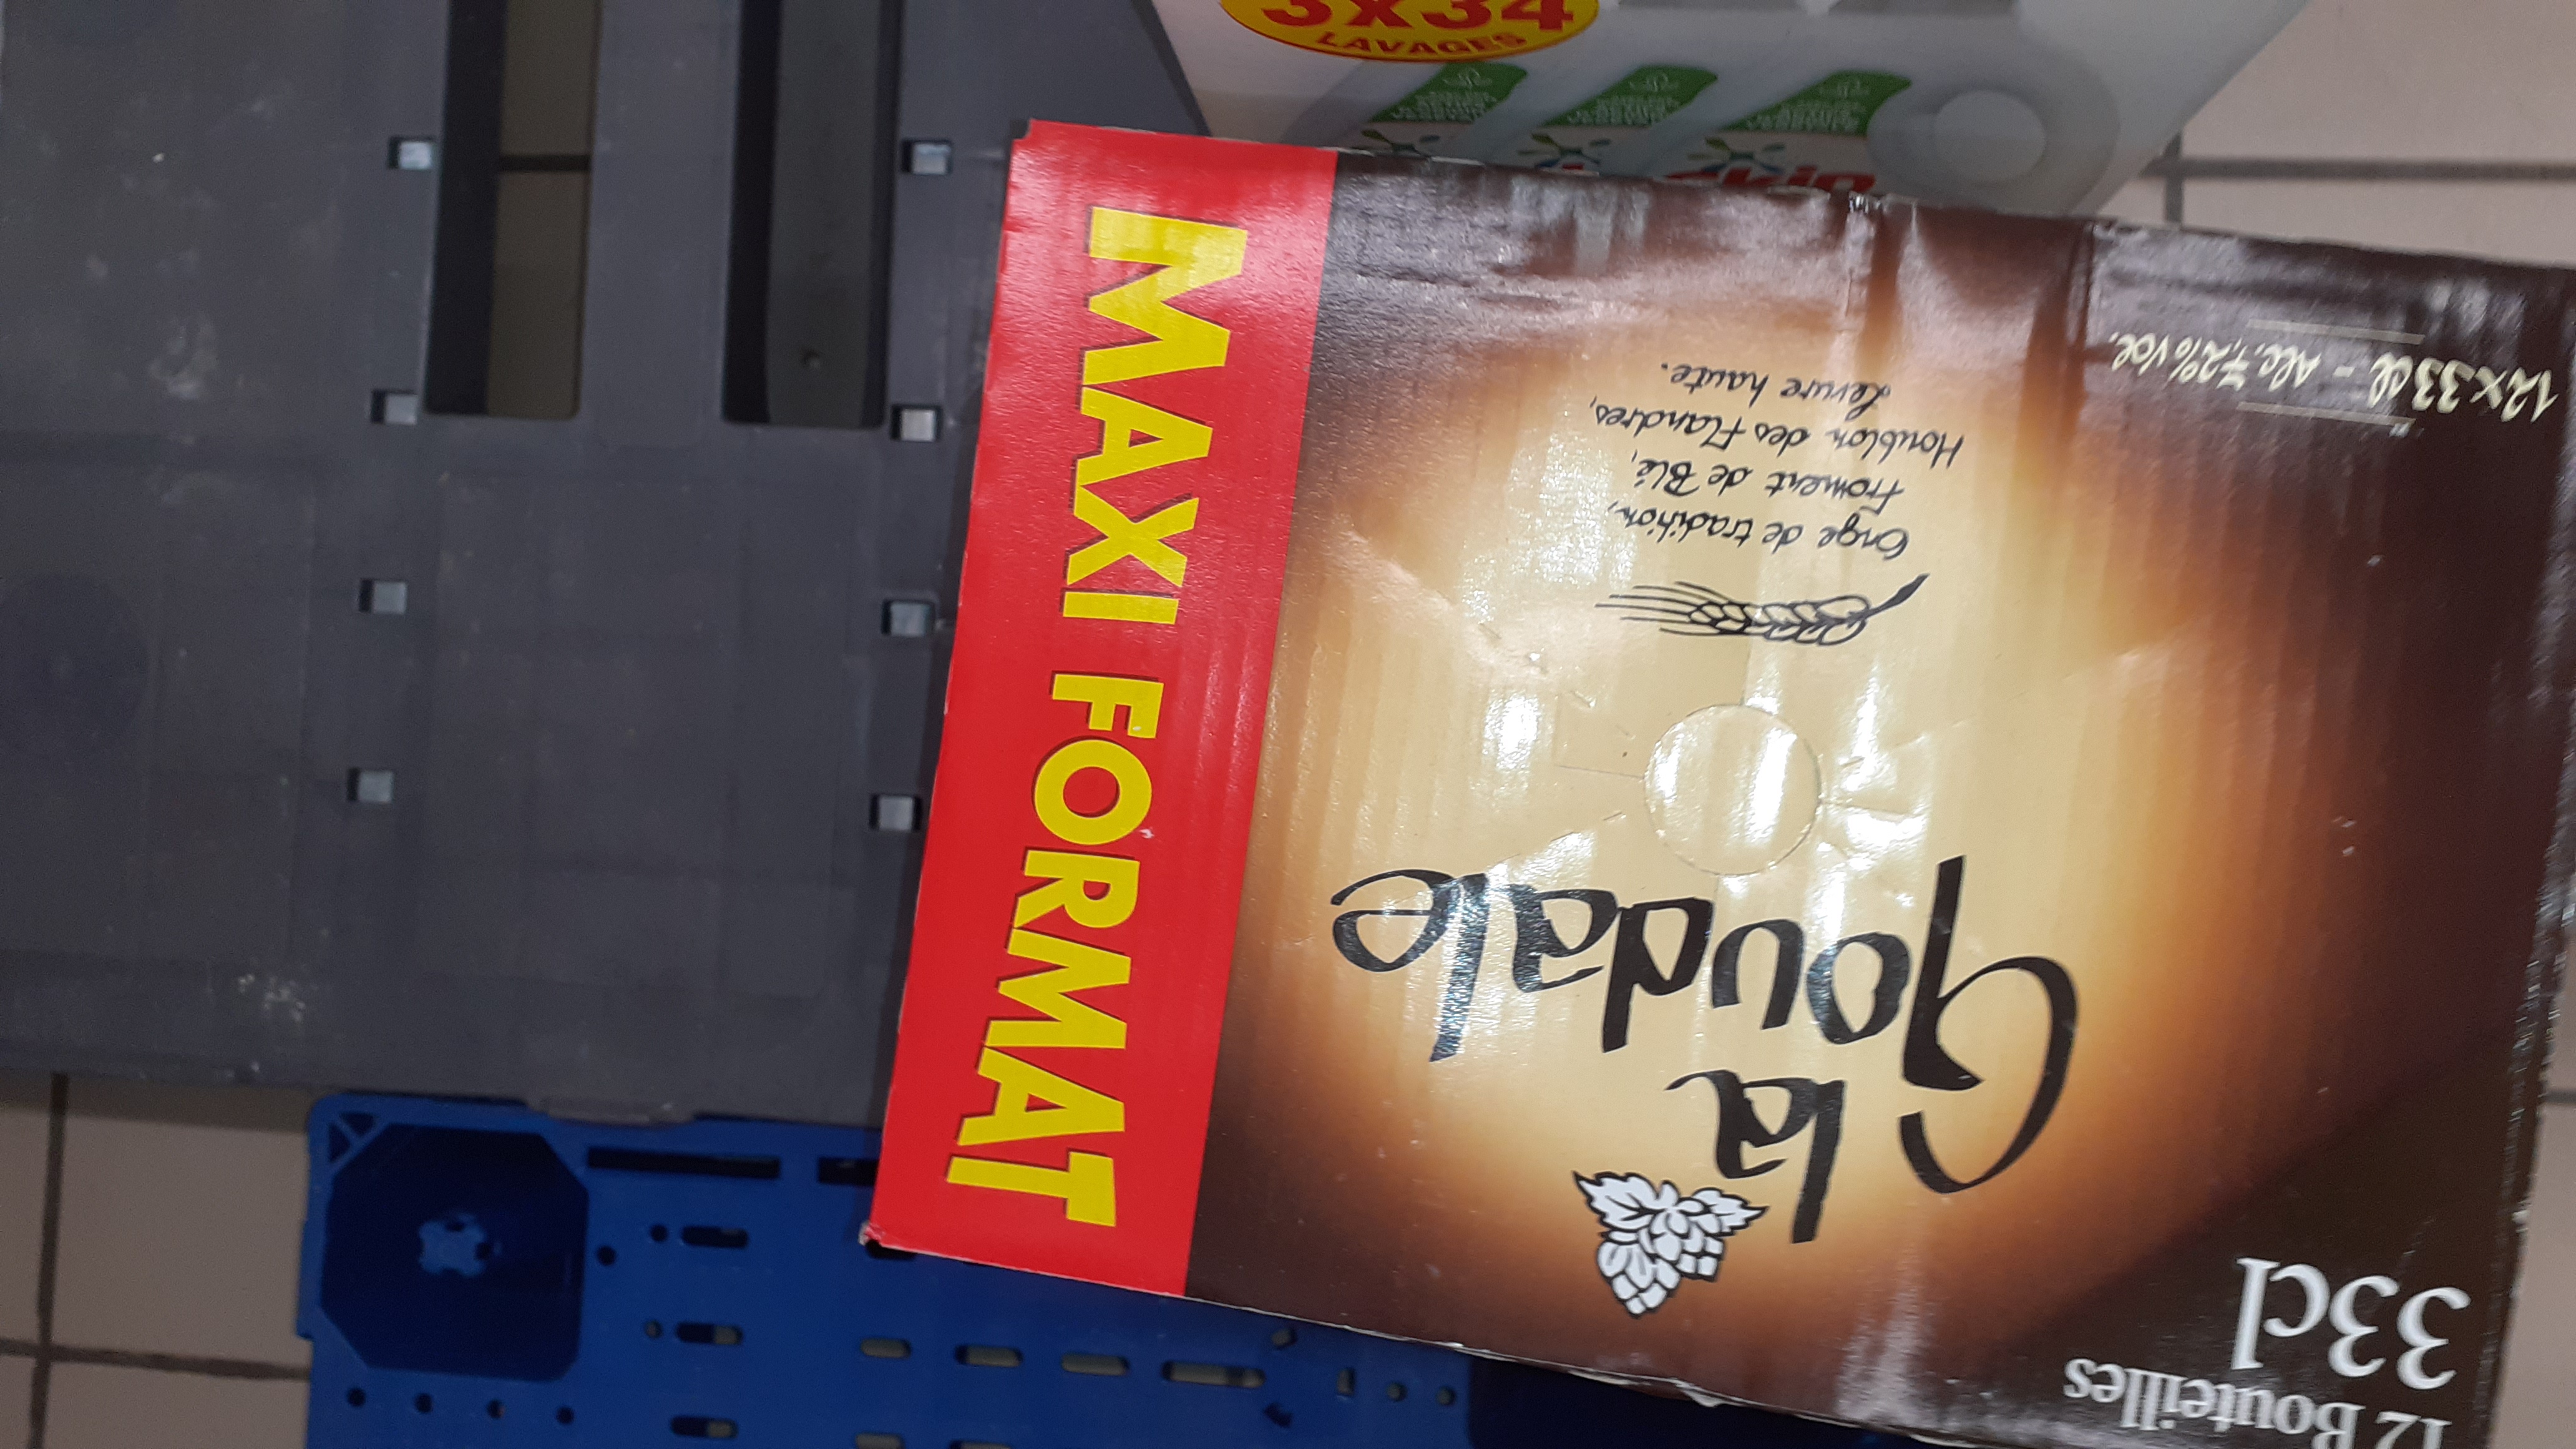 3x34
LAVAGES
skip
MAXI FORMAT
12 Bouteilles
33cl
la
Goudale
Orge de tradition,
Froment de Blé,
Houblon des Flandres,
Levure haute.
12x33cl - Alc. 7,2% vol.